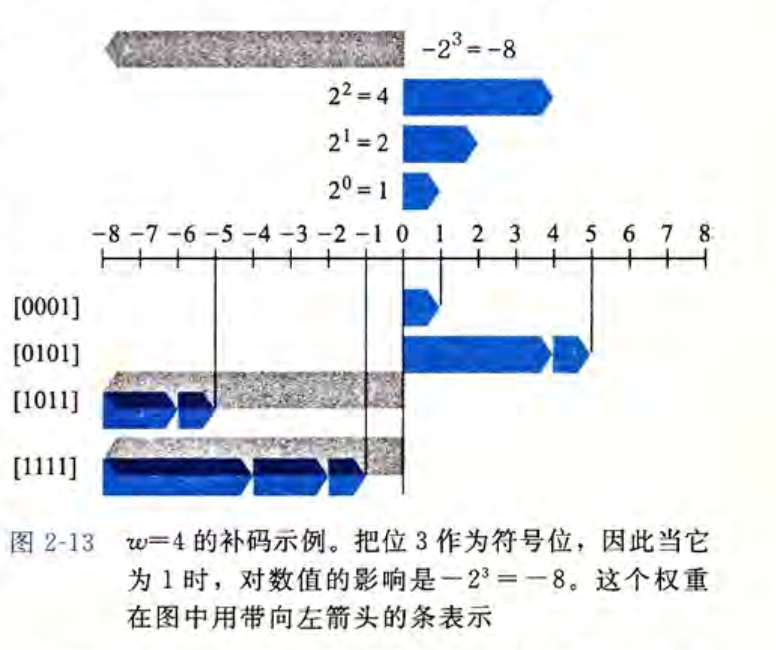 −2³ = −8
2² = 4
2¹ = 2
2⁰ = 1
−8 −7 −6 −5 −4 −3 −2 −1 0 1 2 3 4 5 6 7 8
[0001]
[0101]
[1011]
[1111]
图 2-13 w=4 的补码示例。把位 3 作为符号位，因此当它
为 1 时，对数值的影响是 −2³ = −8。这个权重
在图中用带向左箭头的条表示